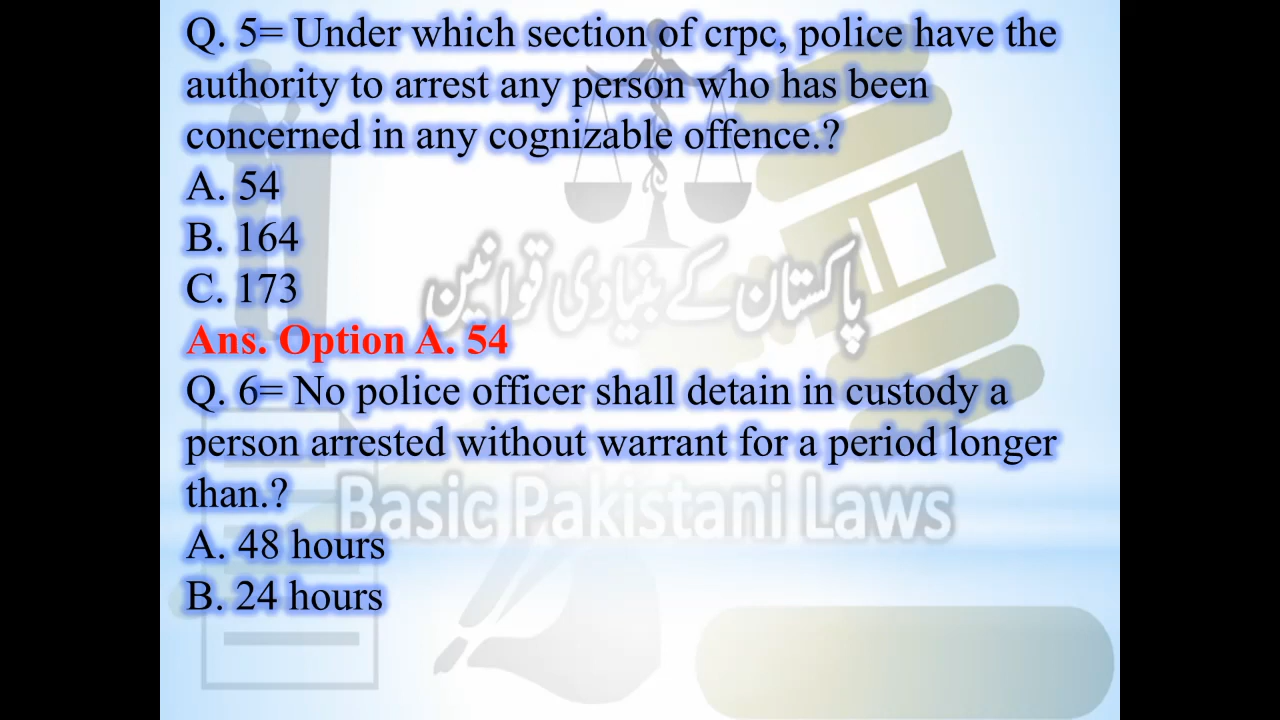 Q. 5= Under which section of crpc, police have the
authority to arrest any person who has been
concerned in any cognizable offence.?
A. 54
B. 164
C. 173
پاکستان کے بنیادی قوانین
Ans. Option A. 54
Q. 6= No police officer shall detain in custody a
person arrested without warrant for a period longer
than.?
Basic Pakistani Laws
A. 48 hours
B. 24 hours